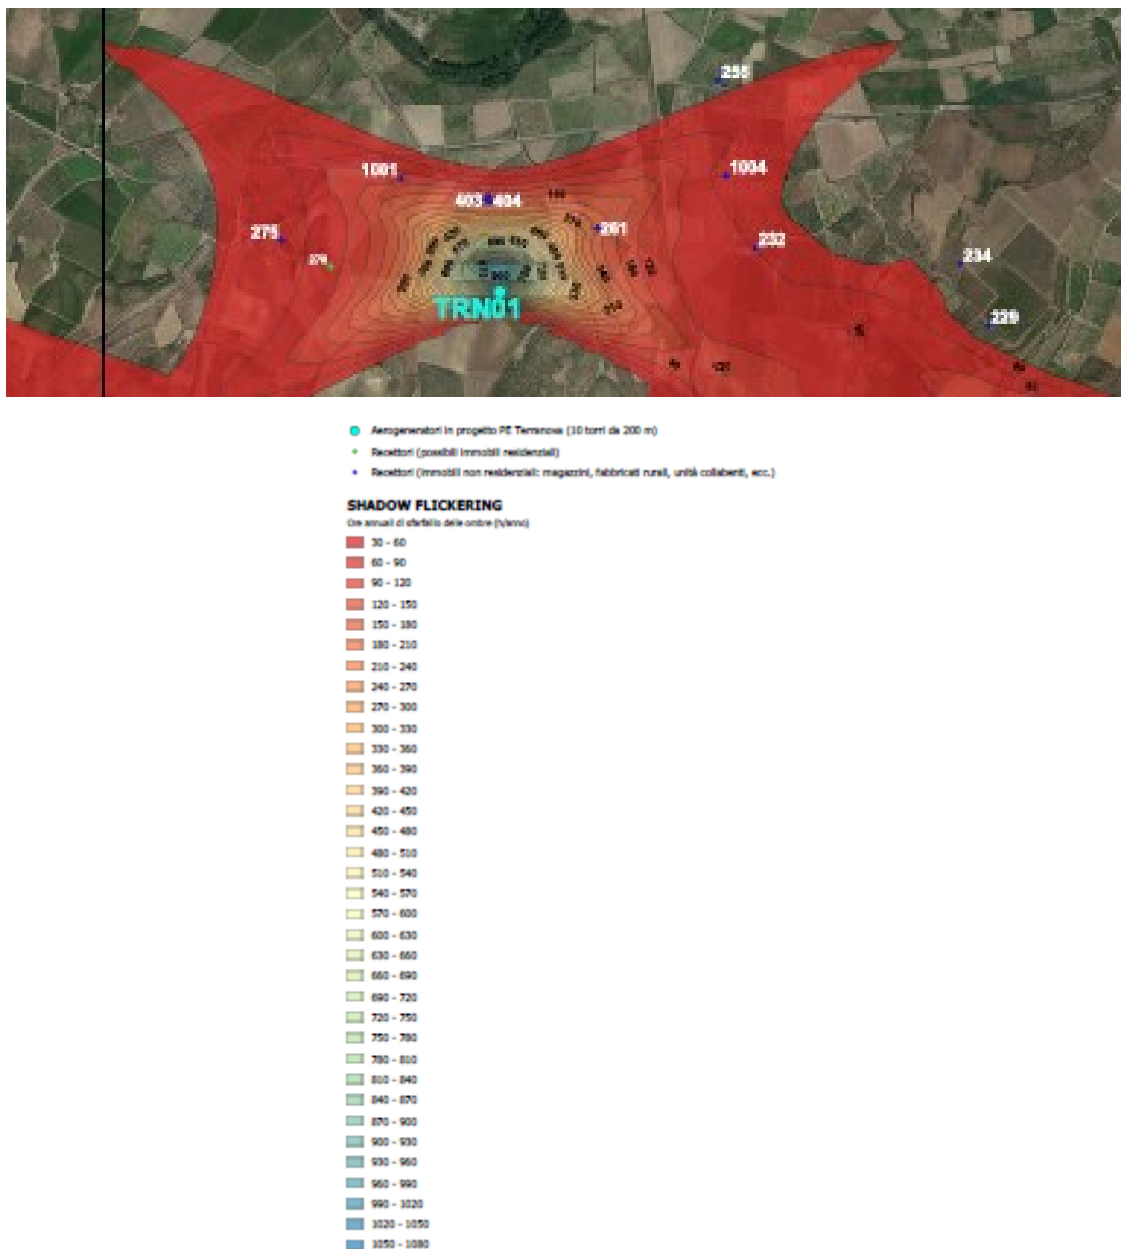 255
1001
1004
403 404
261
275
232
276
234
TRN01
229
Aerogeneratori in progetto PE Terranova (10 torri da 200 m)
Recettori (possibili immobili residenziali)
Recettori (immobili non residenziali: magazzini, fabbricati rurali, unità collabenti, ecc.)
SHADOW FLICKERING
Ore annuali di sfarfallio delle ombre (h/anno)
30 - 60
60 - 90
90 - 120
120 - 150
150 - 180
180 - 210
210 - 240
240 - 270
270 - 300
300 - 330
330 - 360
360 - 390
390 - 420
420 - 450
450 - 480
480 - 510
510 - 540
540 - 570
570 - 600
600 - 630
630 - 660
660 - 690
690 - 720
720 - 750
750 - 780
780 - 810
810 - 840
840 - 870
870 - 900
900 - 930
930 - 960
960 - 990
990 - 1020
1020 - 1050
1050 - 1080